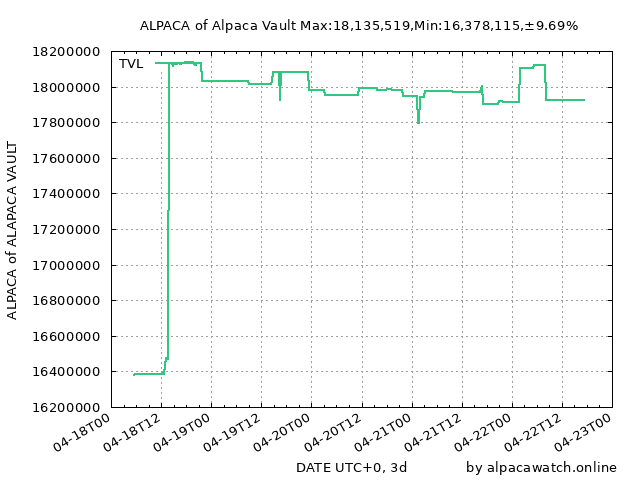 ALPACA of Alpaca Vault Max:18,135,519,Min:16,378,115,±9.69%
TVL
ALPACA of ALAPACA VAULT
18200000
18000000
17800000
17600000
17400000
17200000
17000000
16800000
16600000
16400000
16200000
04-18T00
04-18T12
04-19T00
04-19T12
04-20T00
04-20T12
04-21T00
04-21T12
04-22T00
04-22T12
04-23T00
DATE UTC+0, 3d
by alpacawatch.online